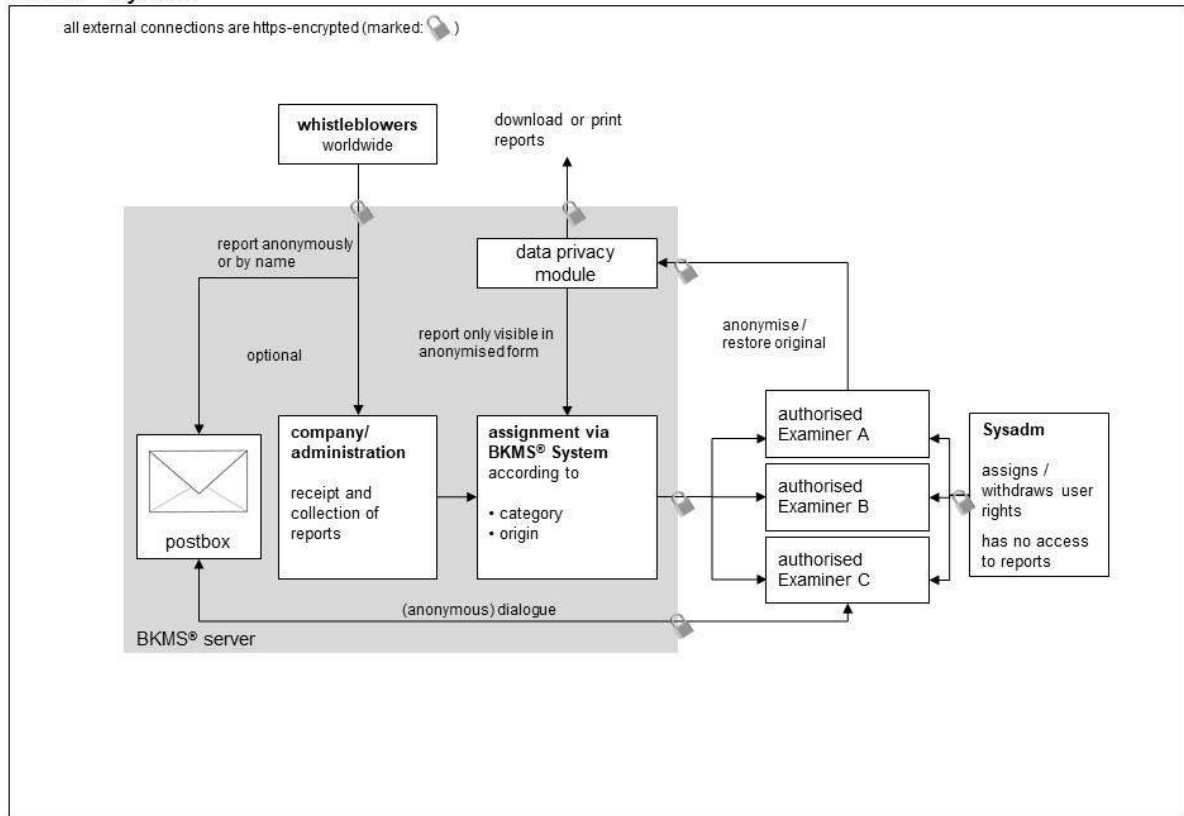 all external connections are https-encrypted (marked: )
whistleblowers
worldwide
download or print
reports
report anonymously
or by name
data privacy
module
optional
report only visible in
anonymised form
anonymise /
restore original
postbox
company/
administration
receipt and
collection of
reports
assignment via
BKMS® System
according to
• category
• origin
authorised
Examiner A
authorised
Examiner B
authorised
Examiner C
Sysadm
assigns /
withdraws user
rights
has no access
to reports
(anonymous) dialogue
BKMS® server